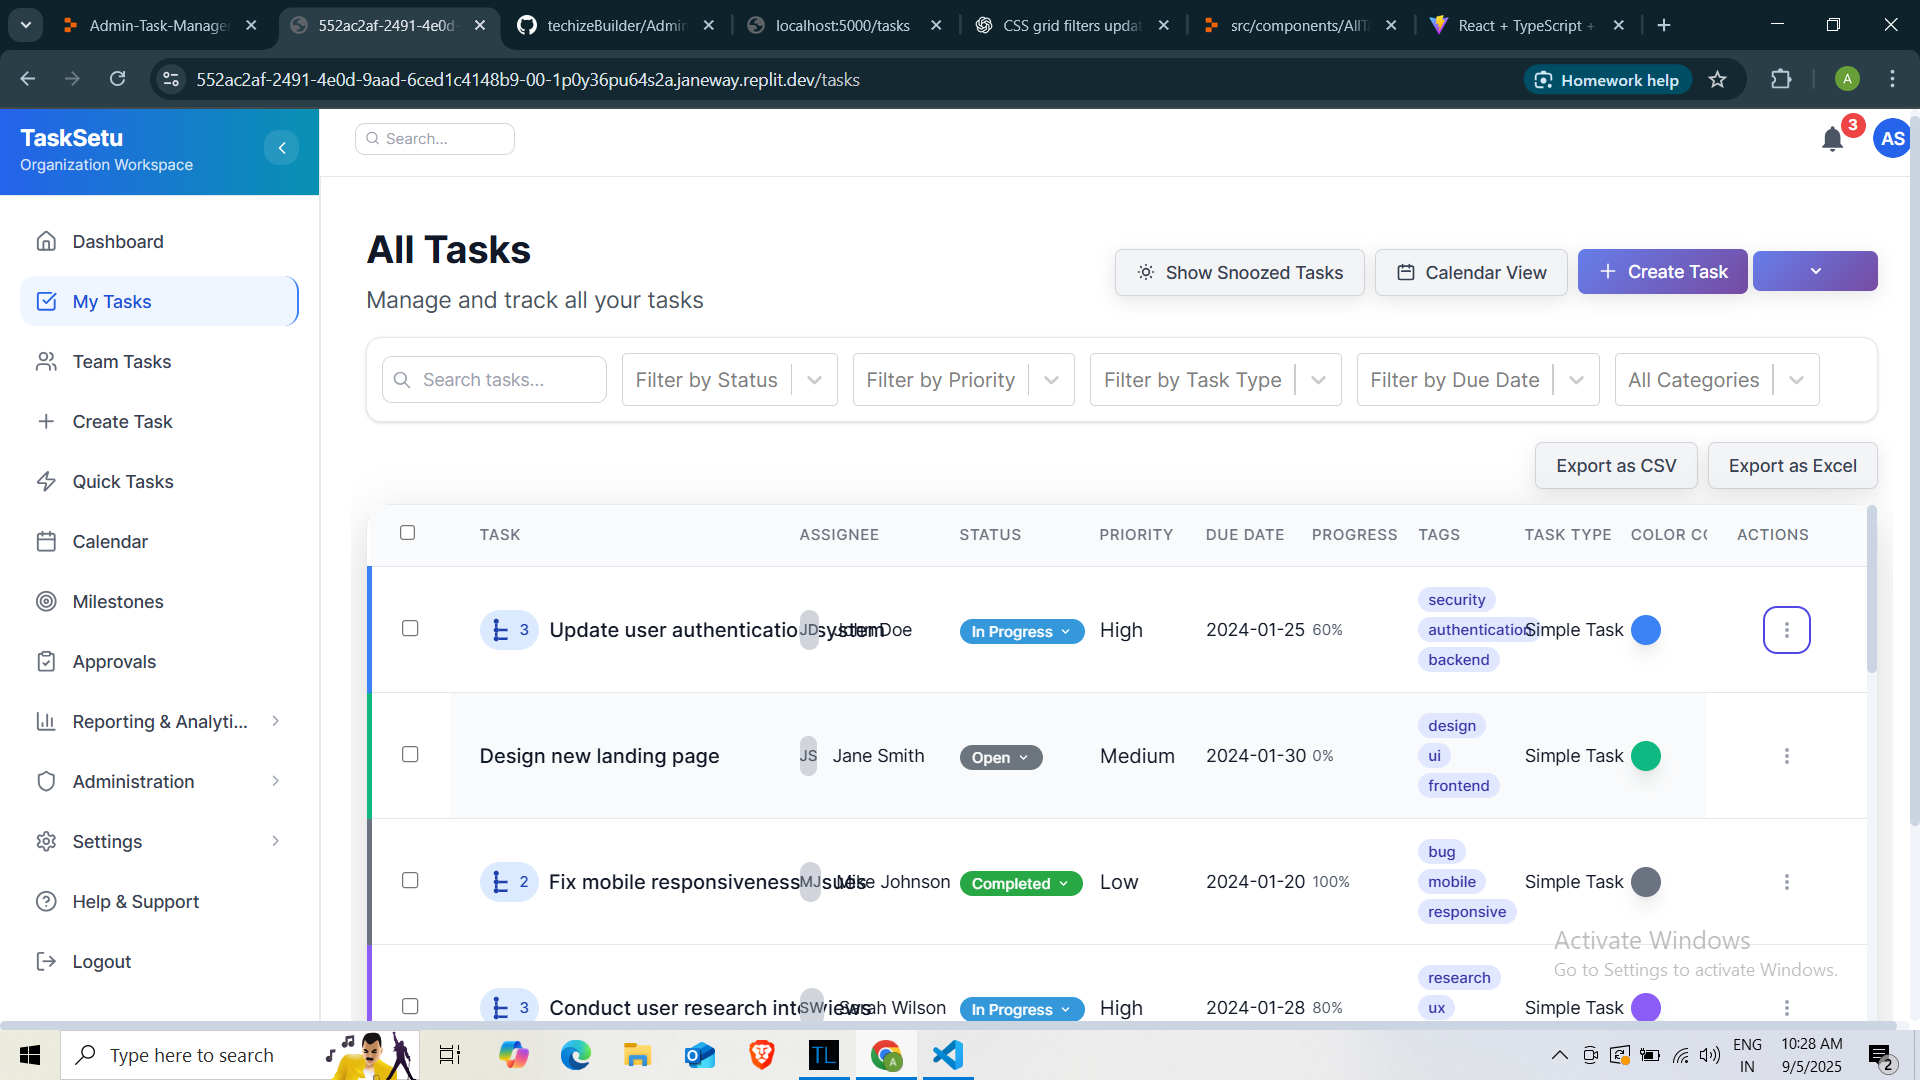 Admin-Task-Manage
552ac2af-2491-4e0d-
techizeBuilder/Admin
localhost:5000/tasks
CSS grid filters updat
src/components/AllTa
React + TypeScript +
552ac2af-2491-4e0d-9aad-6ced1c4148b9-00-1p0y36pu64s2a.janeway.replit.dev/tasks
Homework help
A
TaskSetu
Organization Workspace
Search...
3
AS
Dashboard
My Tasks
Team Tasks
Create Task
Quick Tasks
Calendar
Milestones
Approvals
Reporting & Analyti...
Administration
Settings
Help & Support
Logout
All Tasks
Manage and track all your tasks
Show Snoozed Tasks
Calendar View
Create Task
Search tasks...
Filter by Status
Filter by Priority
Filter by Task Type
Filter by Due Date
All Categories
Export as CSV
Export as Excel
TASK ASSIGNEE STATUS PRIORITY DUE DATE PROGRESS TAGS TASK TYPE COLOR CO ACTIONS
3 Update user authentication system JD John Doe In Progress High 2024-01-25 60% Simple Task
security
authentication
backend
Design new landing page JS Jane Smith Open Medium 2024-01-30 0% Simple Task
design
ui
frontend
2 Fix mobile responsiveness issues MJ Mike Johnson Completed Low 2024-01-20 100% Simple Task
bug
mobile
responsive
3 Conduct user research interviews SW Sarah Wilson In Progress High 2024-01-28 80% Simple Task
research
ux
Activate Windows
Go to Settings to activate Windows.
Type here to search
TL
A
ENG
IN
10:28 AM
9/5/2025
2